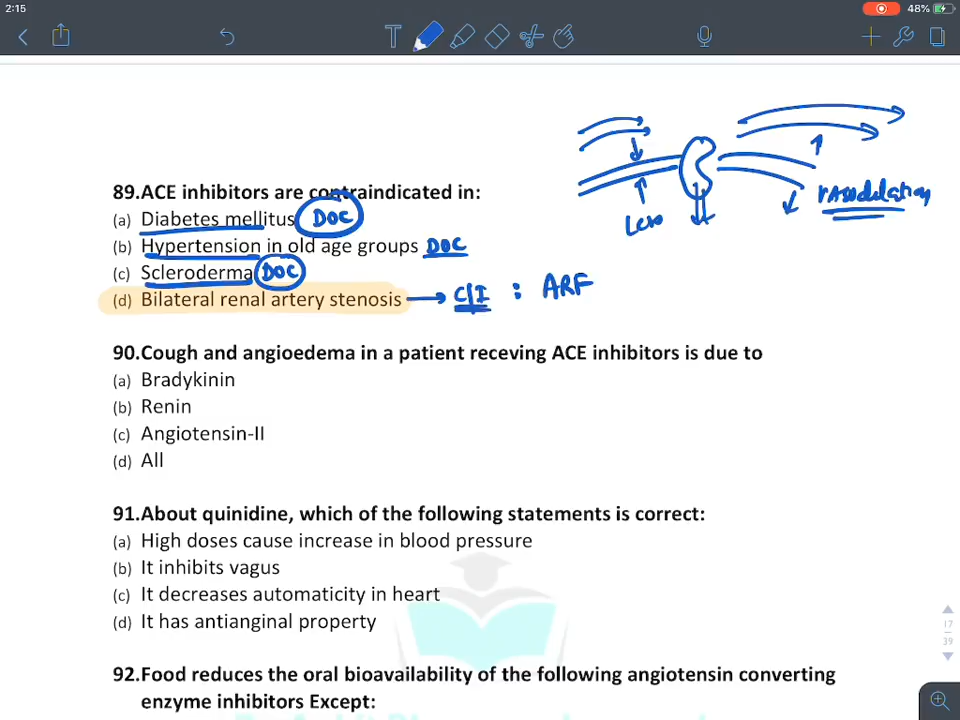 2:15
48%
T
89.ACE inhibitors are contraindicated in:
(a) Diabetes mellitus DOC
(b) Hypertension in old age groups DOC
(c) Scleroderma DOC
(d) Bilateral renal artery stenosis → C/I : ARF
less
vasodilation
90.Cough and angioedema in a patient receving ACE inhibitors is due to
(a) Bradykinin
(b) Renin
(c) Angiotensin-II
(d) All
91.About quinidine, which of the following statements is correct:
(a) High doses cause increase in blood pressure
(b) It inhibits vagus
(c) It decreases automaticity in heart
(d) It has antianginal property
17
39
92.Food reduces the oral bioavailability of the following angiotensin converting
enzyme inhibitors Except: